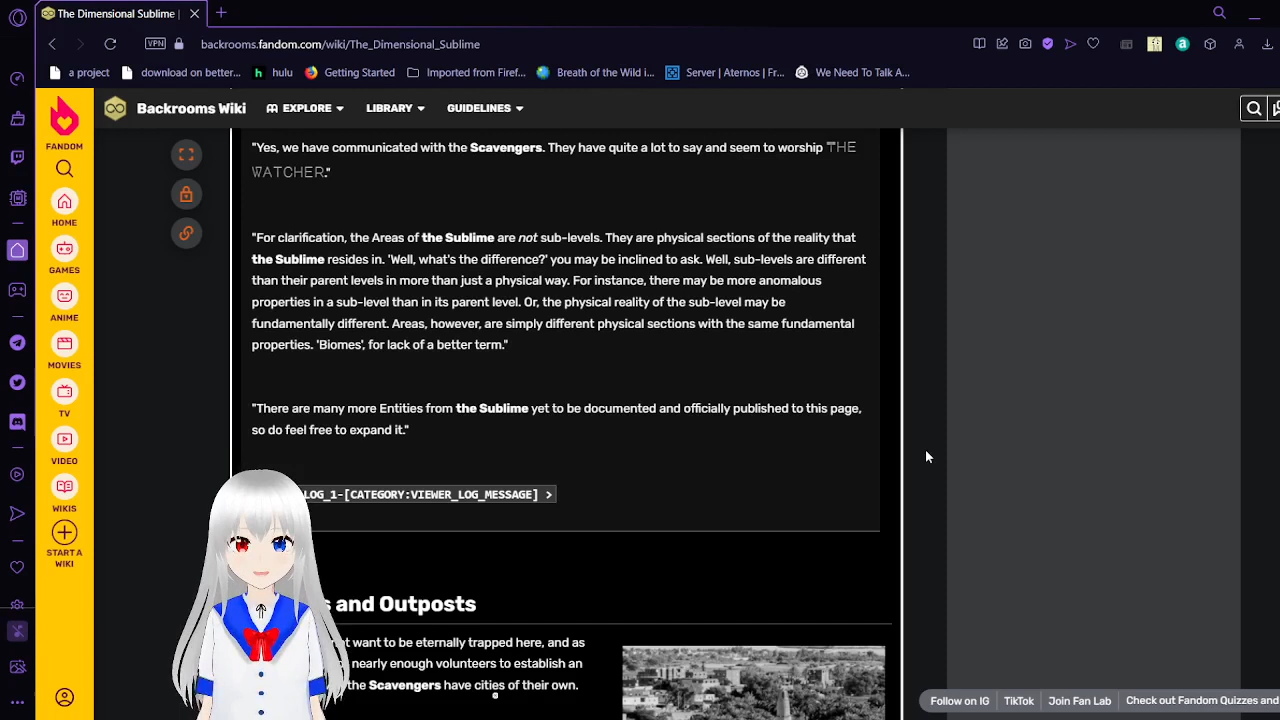 The Dimensional Sublime |
VPN
backrooms.fandom.com/wiki/The_Dimensional_Sublime
a project
download on better...
hulu
Getting Started
Imported from Firef...
Breath of the Wild i...
Server | Aternos | Fr...
We Need To Talk A...
FANDOM
Backrooms Wiki
EXPLORE
LIBRARY
GUIDELINES
HOME
GAMES
ANIME
MOVIES
TV
VIDEO
WIKIS
START A
WIKI
"Yes, we have communicated with the Scavengers. They have quite a lot to say and seem to worship THE
WATCHER."
"For clarification, the Areas of the Sublime are not sub-levels. They are physical sections of the reality that
the Sublime resides in. 'Well, what's the difference?' you may be inclined to ask. Well, sub-levels are different
than their parent levels in more than just a physical way. For instance, there may be more anomalous
properties in a sub-level than in its parent level. Or, the physical reality of the sub-level may be
fundamentally different. Areas, however, are simply different physical sections with the same fundamental
properties. 'Biomes', for lack of a better term."
"There are many more Entities from the Sublime yet to be documented and officially published to this page,
so do feel free to expand it."
LOG_1-[CATEGORY:VIEWER_LOG_MESSAGE] >
s and Outposts
t want to be eternally trapped here, and as
nearly enough volunteers to establish an
the Scavengers have cities of their own.
Follow on IG
TikTok
Join Fan Lab
Check out Fandom Quizzes and